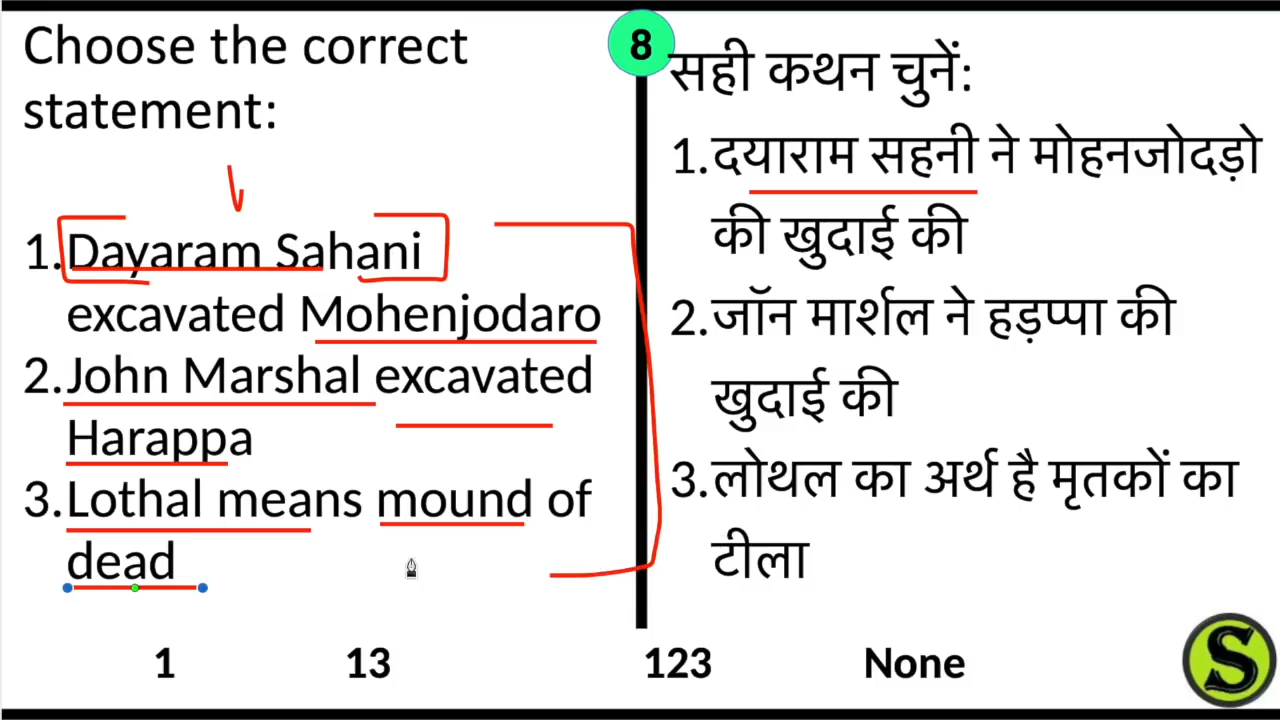 Choose the correct
statement:
1.Dayaram Sahani
excavated Mohenjodaro
2.John Marshal excavated
Harappa
3.Lothal means mound of
dead
8
सही कथन चुनें:
1.दयाराम सहनी ने मोहनजोदड़ो
की खुदाई की
2.जॉन मार्शल ने हड़प्पा की
खुदाई की
3.लोथल का अर्थ है मृतकों का
टीला
1 13 123 None
S